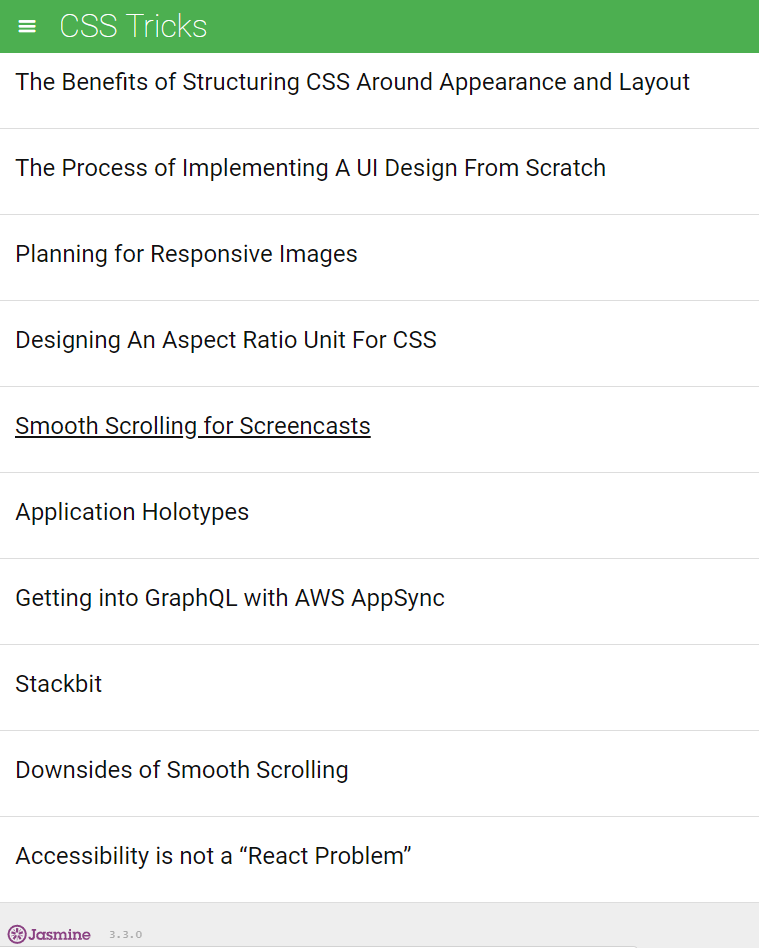 CSS Tricks
The Benefits of Structuring CSS Around Appearance and Layout
The Process of Implementing A UI Design From Scratch
Planning for Responsive Images
Designing An Aspect Ratio Unit For CSS
Smooth Scrolling for Screencasts
Application Holotypes
Getting into GraphQL with AWS AppSync
Stackbit
Downsides of Smooth Scrolling
Accessibility is not a “React Problem”
Jasmine 3.3.0